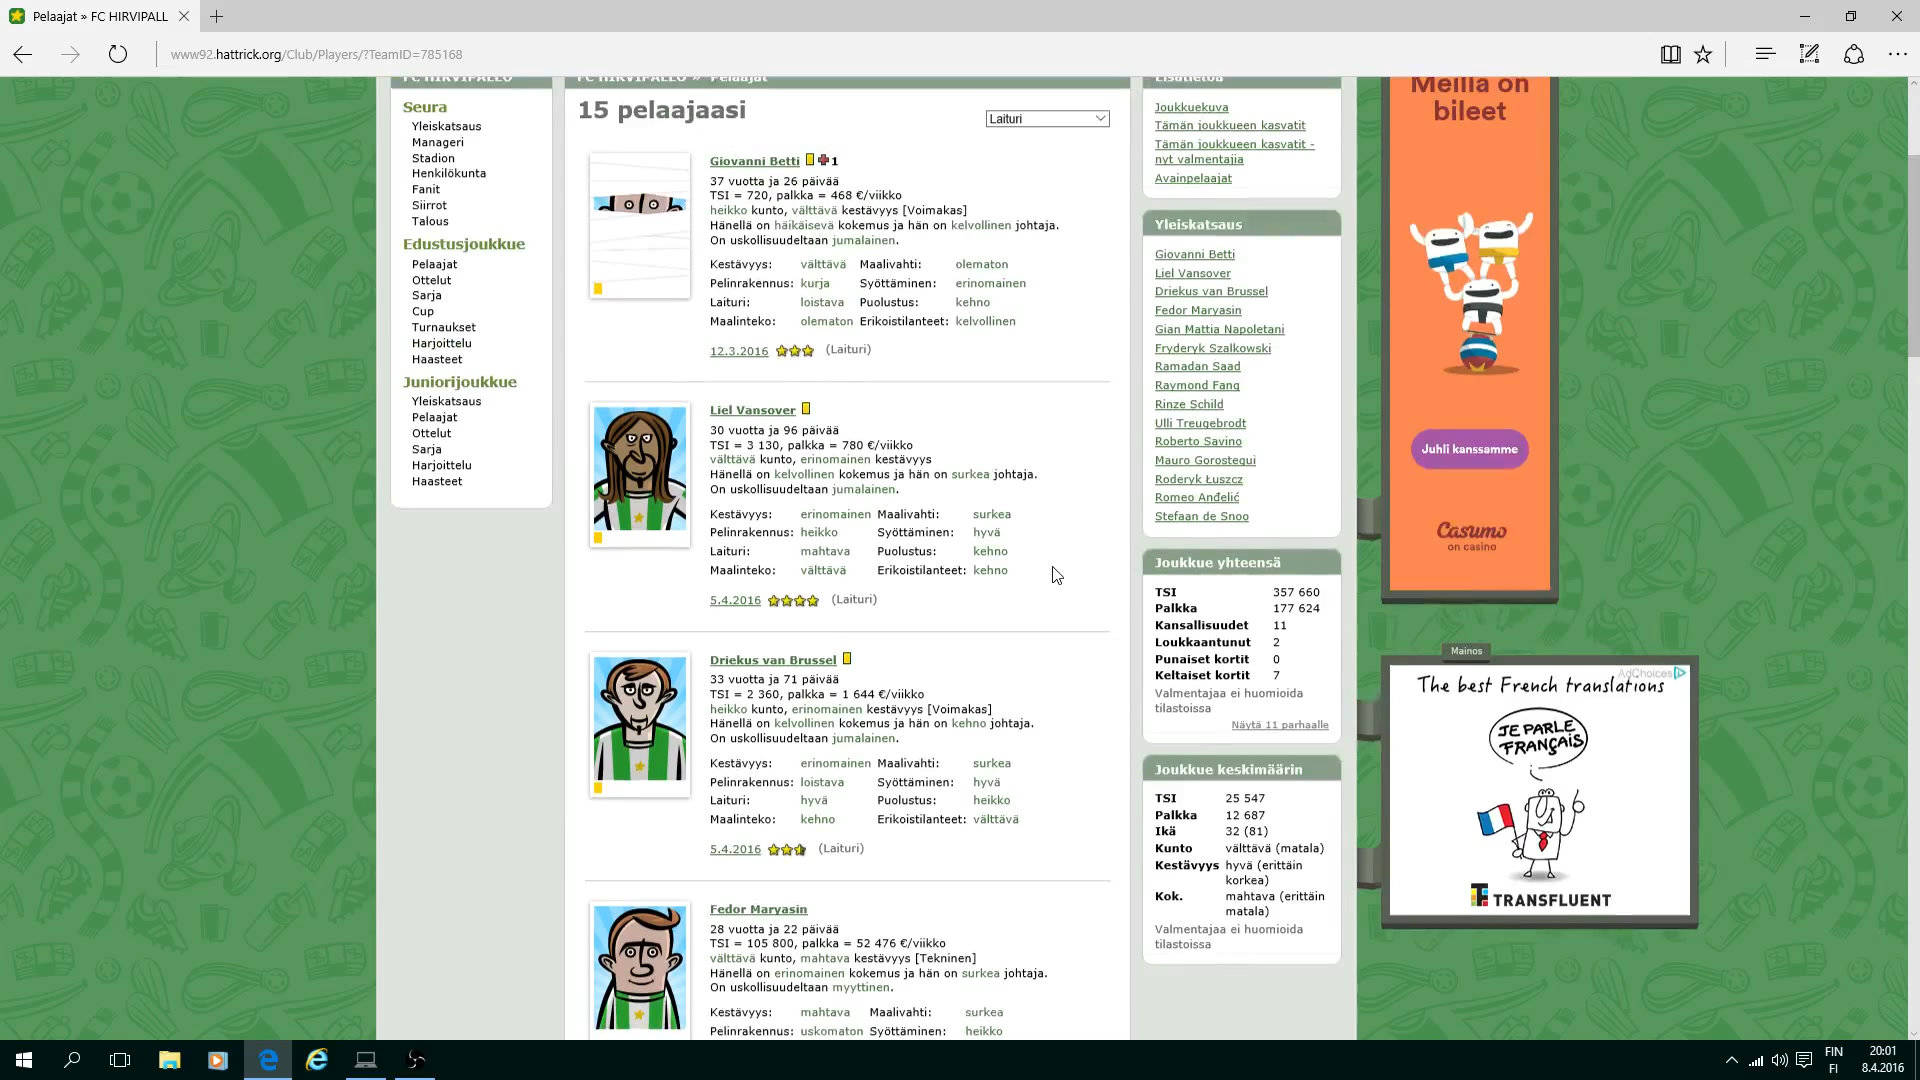 Pelaajat » FC HIRVIPALL
www92.hattrick.org/Club/Players/?TeamID=785168
FC HIRVIPALLO
Seura
Yleiskatsaus
Manageri
Stadion
Henkilökunta
Fanit
Siirrot
Talous
Edustusjoukkue
Pelaajat
Ottelut
Sarja
Cup
Turnaukset
Harjoittelu
Haasteet
Juniorijoukkue
Yleiskatsaus
Pelaajat
Ottelut
Sarja
Harjoittelu
Haasteet
FC HIRVIPALLO » Pelaajat
15 pelaajaasi
Laituri
Giovanni Betti 1
37 vuotta ja 26 päivää
TSI = 720, palkka = 468 €/viikko
heikko kunto, välttävä kestävyys [Voimakas]
Hänellä on häikäisevä kokemus ja hän on kelvollinen johtaja.
On uskollisuudeltaan jumalainen.
Kestävyys: välttävä Maalivahti: olematon
Pelinrakennus: kurja Syöttäminen: erinomainen
Laituri: loistava Puolustus: kehno
Maalinteko: olematon Erikoistilanteet: kelvollinen
12.3.2016 (Laituri)
Liel Vansover
30 vuotta ja 96 päivää
TSI = 3 130, palkka = 780 €/viikko
välttävä kunto, erinomainen kestävyys
Hänellä on kelvollinen kokemus ja hän on surkea johtaja.
On uskollisuudeltaan jumalainen.
Kestävyys: erinomainen Maalivahti: surkea
Pelinrakennus: heikko Syöttäminen: hyvä
Laituri: mahtava Puolustus: kehno
Maalinteko: välttävä Erikoistilanteet: kehno
5.4.2016 (Laituri)
Driekus van Brussel
33 vuotta ja 71 päivää
TSI = 2 360, palkka = 1 644 €/viikko
heikko kunto, erinomainen kestävyys [Voimakas]
Hänellä on kelvollinen kokemus ja hän on kehno johtaja.
On uskollisuudeltaan jumalainen.
Kestävyys: erinomainen Maalivahti: surkea
Pelinrakennus: loistava Syöttäminen: hyvä
Laituri: hyvä Puolustus: heikko
Maalinteko: kehno Erikoistilanteet: välttävä
5.4.2016 (Laituri)
Fedor Maryasin
28 vuotta ja 22 päivää
TSI = 105 800, palkka = 52 476 €/viikko
välttävä kunto, mahtava kestävyys [Tekninen]
Hänellä on erinomainen kokemus ja hän on surkea johtaja.
On uskollisuudeltaan myyttinen.
Kestävyys: mahtava Maalivahti: surkea
Pelinrakennus: uskomaton Syöttäminen: heikko
Lisätietoa
Joukkuekuva
Tämän joukkueen kasvatit
Tämän joukkueen kasvatit -
nyt valmentajia
Avainpelaajat
Yleiskatsaus
Giovanni Betti
Liel Vansover
Driekus van Brussel
Fedor Maryasin
Gian Mattia Napoletani
Fryderyk Szalkowski
Ramadan Saad
Raymond Fang
Rinze Schild
Ulli Treugebrodt
Roberto Savino
Mauro Gorostegui
Roderyk Łuszcz
Romeo Anđelić
Stefaan de Snoo
Joukkue yhteensä
TSI 357 660
Palkka 177 624
Kansallisuudet 11
Loukkaantunut 2
Punaiset kortit 0
Keltaiset kortit 7
Valmentajaa ei huomioida
tilastoissa
Näytä 11 parhaalle
Joukkue keskimäärin
TSI 25 547
Palkka 12 687
Ikä 32 (81)
Kunto välttävä (matala)
Kestävyys hyvä (erittäin
korkea)
Kok. mahtava (erittäin
matala)
Valmentajaa ei huomioida
tilastoissa
Meillä on
bileet
Juhli kanssamme
Casumo
on casino
Mainos
AdChoices
The best French translations
JE PARLE
FRANÇAIS
TRANSFLUENT
FIN
FI
20:01
8.4.2016